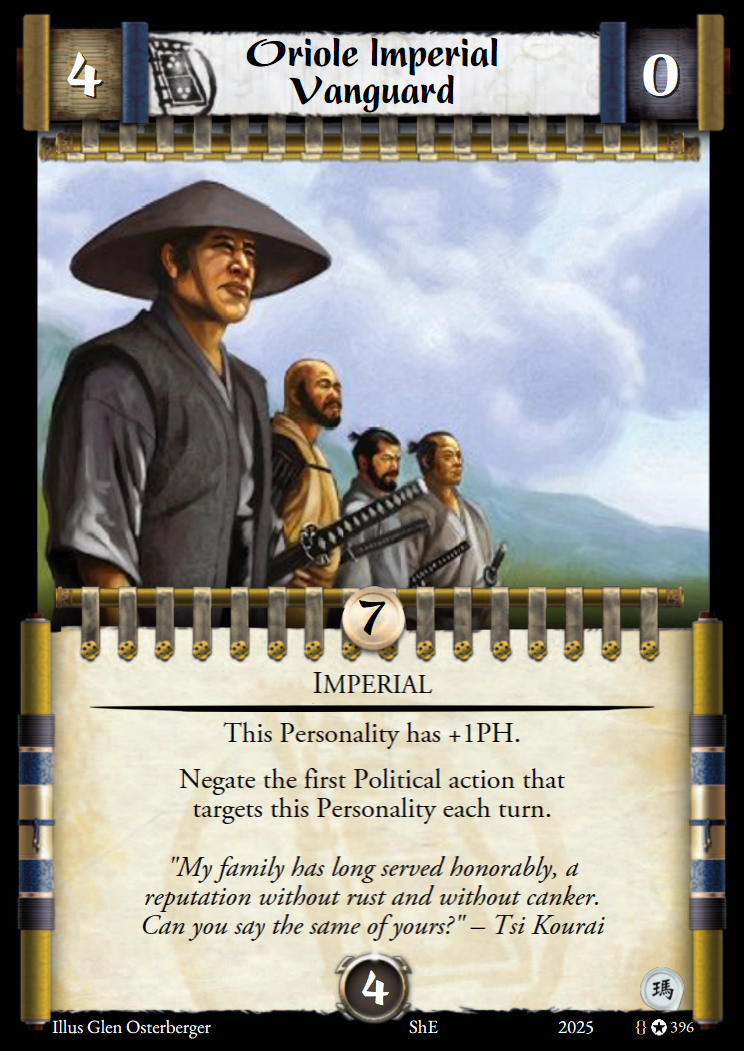 4
Oriole Imperial
Vanguard
0
7
IMPERIAL
This Personality has +1PH.
Negate the first Political action that
targets this Personality each turn.
"My family has long served honorably, a
reputation without rust and without canker.
Can you say the same of yours?" – Tsi Kourai
4
瑪
Illus Glen Osterberger ShE 2025 {} ✪ 396